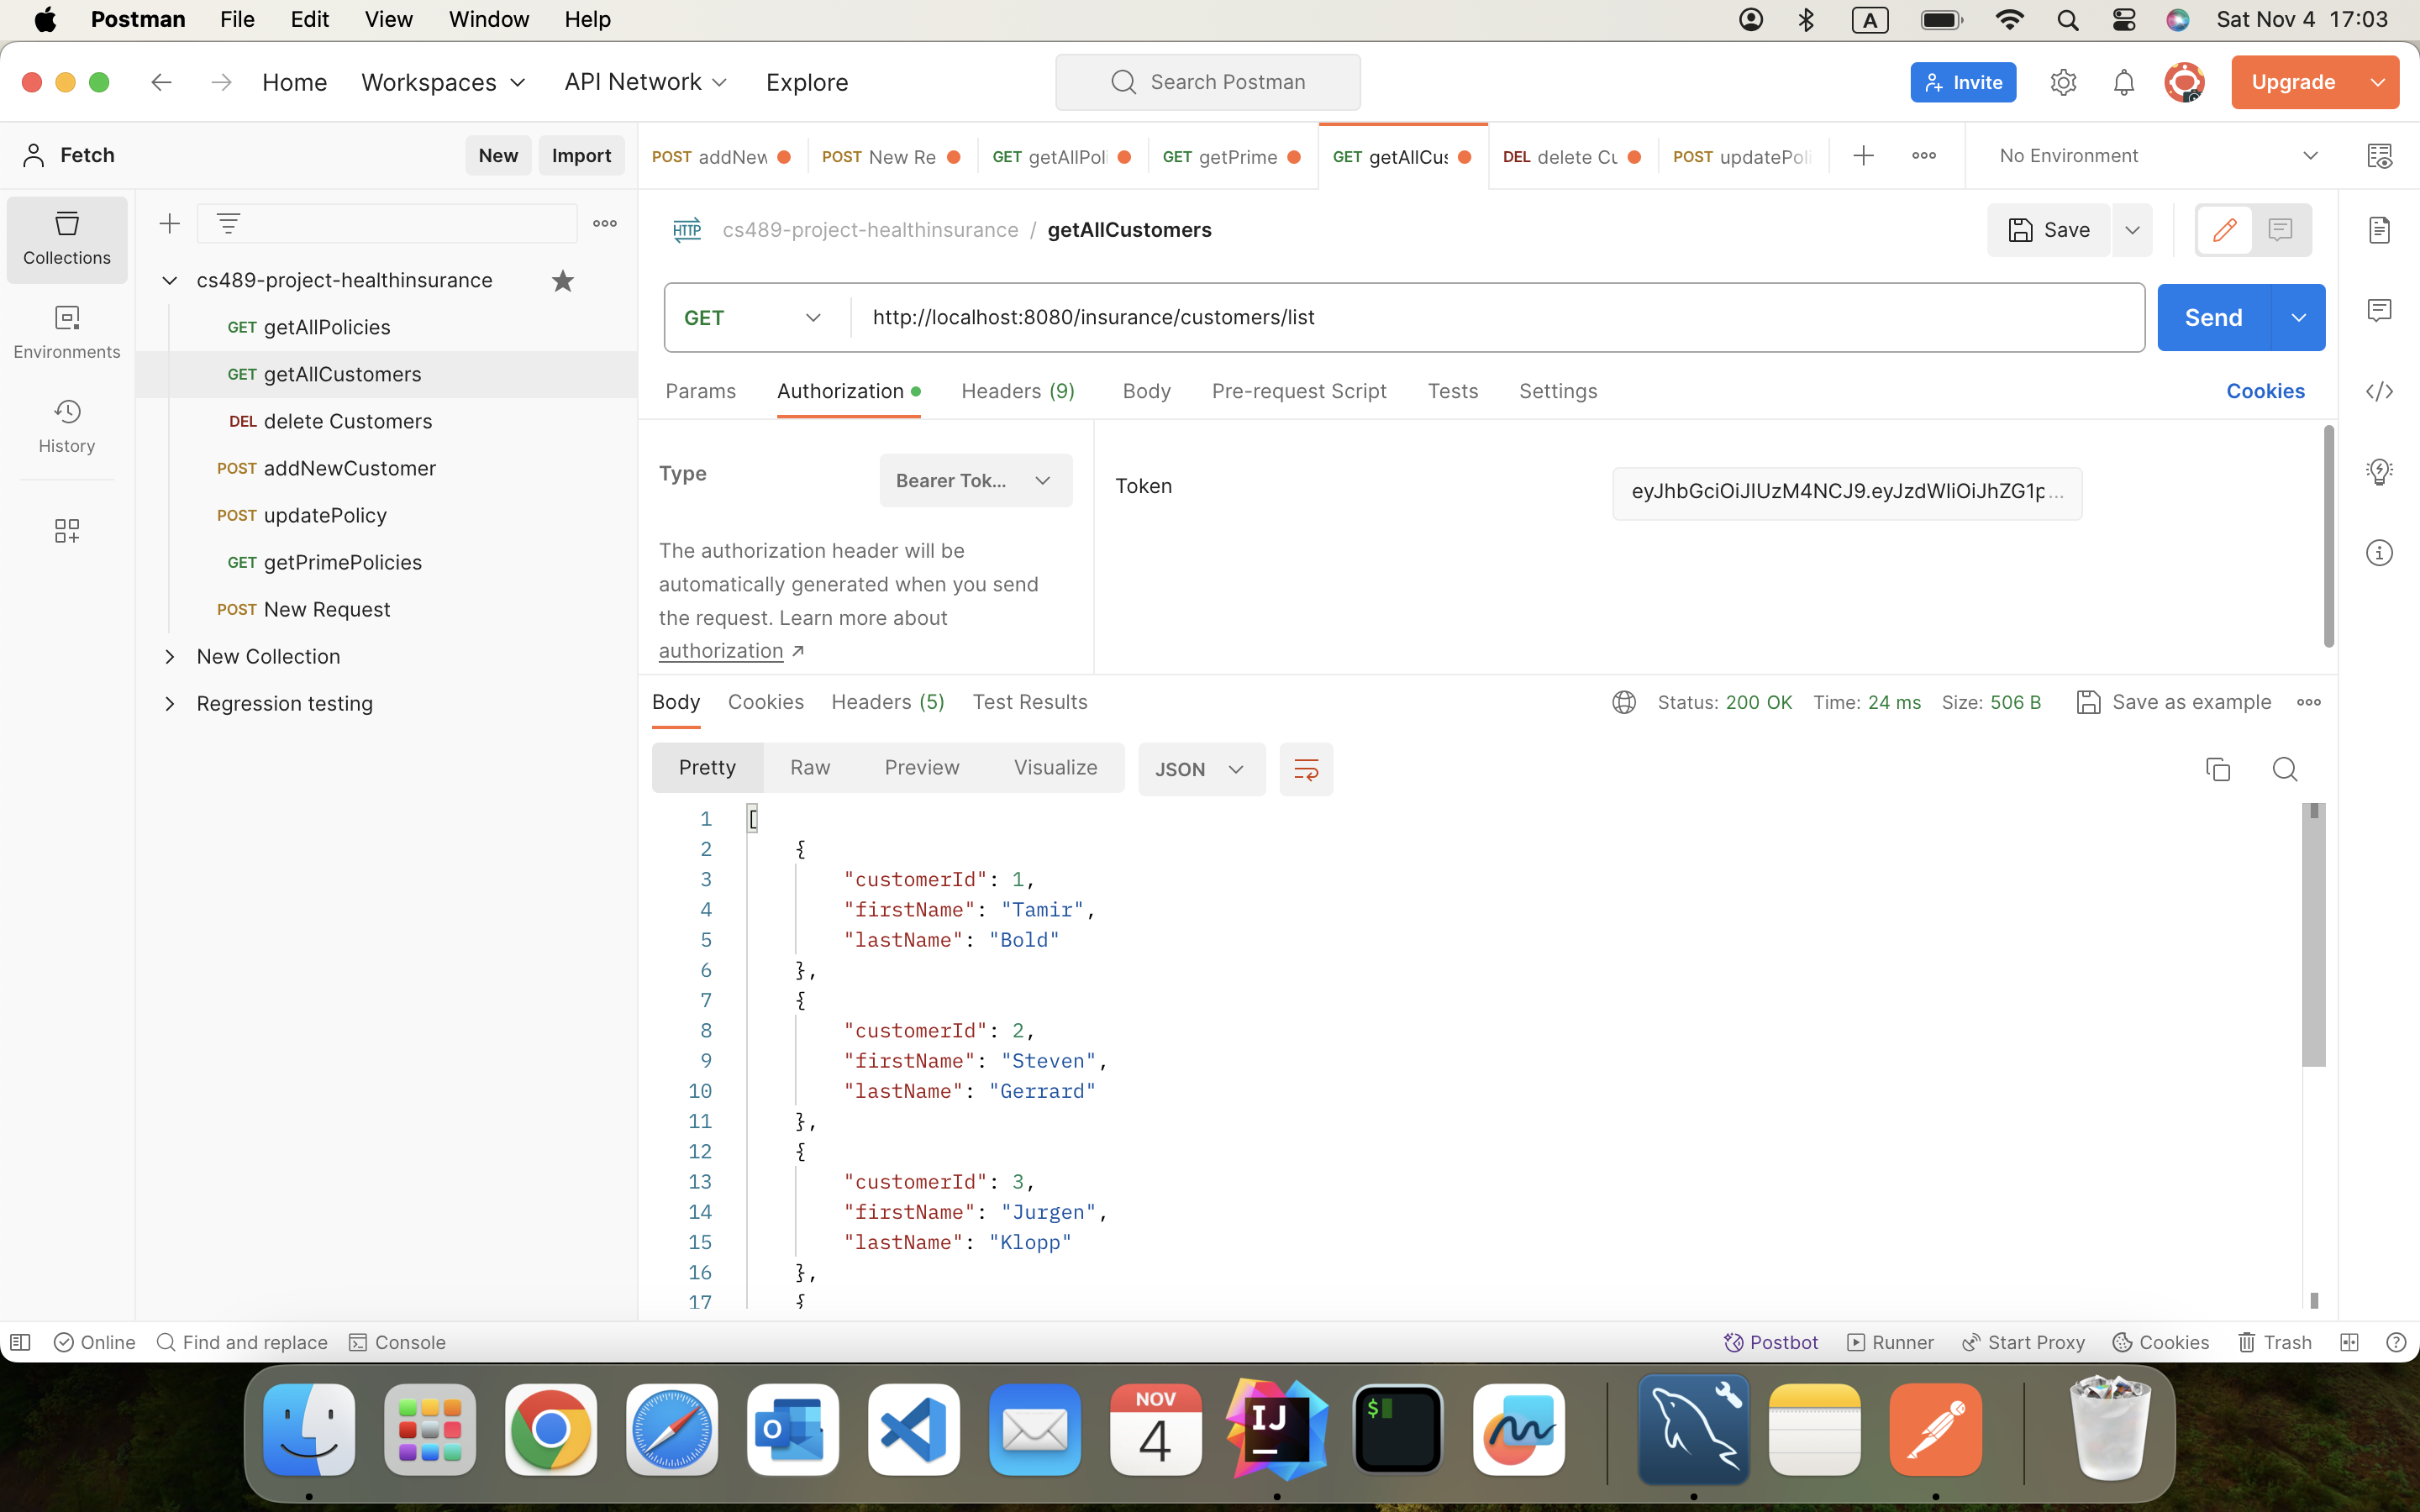 Postman File Edit View Window Help A Sat Nov 4 17:03
Home Workspaces API Network Explore Search Postman Invite Upgrade
Fetch New Import
POST addNew GET POST New Re GET getAllPoli GET getPrime GET getAllCus DEL delete Cu POST updatePoli No Environment
Collections
Environments
History
cs489-project-healthinsurance
GET getAllPolicies
GET getAllCustomers
DEL delete Customers
POST addNewCustomer
POST updatePolicy
GET getPrimePolicies
POST New Request
New Collection
Regression testing
HTTP cs489-project-healthinsurance / getAllCustomers Save
GET http://localhost:8080/insurance/customers/list Send
Params Authorization Headers (9) Body Pre-request Script Tests Settings Cookies
Type Bearer Tok...
The authorization header will be
automatically generated when you send
the request. Learn more about
authorization ↗
Token eyJhbGciOiJIUzM4NCJ9.eyJzdWIiOiJhZG1p...
Body Cookies Headers (5) Test Results Status: 200 OK Time: 24 ms Size: 506 B Save as example
Pretty Raw Preview Visualize JSON
1 [
2 {
3 "customerId": 1,
4 "firstName": "Tamir",
5 "lastName": "Bold"
6 },
7 {
8 "customerId": 2,
9 "firstName": "Steven",
10 "lastName": "Gerrard"
11 },
12 {
13 "customerId": 3,
14 "firstName": "Jurgen",
15 "lastName": "Klopp"
16 },
17 {
Online Find and replace Console Postbot Runner Start Proxy Cookies Trash
NOV
4
IJ
$
O